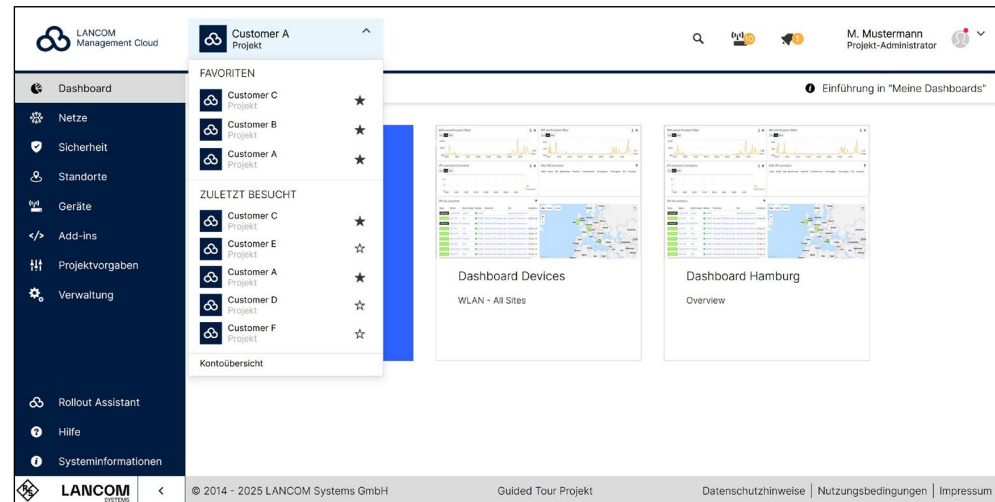 LANCOM
Management Cloud
Customer A
Projekt
10
1
M. Mustermann
Projekt-Administrator
Dashboard
Netze
Sicherheit
Standorte
Geräte
Add-ins
Projektvorgaben
Verwaltung
Rollout Assistant
Hilfe
Systeminformationen
LANCOM
SYSTEMS
FAVORITEN
Customer C
Projekt
Customer B
Projekt
Customer A
Projekt
ZULETZT BESUCHT
Customer C
Projekt
Customer E
Projekt
Customer A
Projekt
Customer D
Projekt
Customer F
Projekt
Kontoübersicht
Einführung in "Meine Dashboards"
Dashboard Devices
WLAN - All Sites
Dashboard Hamburg
Overview
© 2014 - 2025 LANCOM Systems GmbH
Guided Tour Projekt
Datenschutzhinweise | Nutzungsbedingungen | Impressum